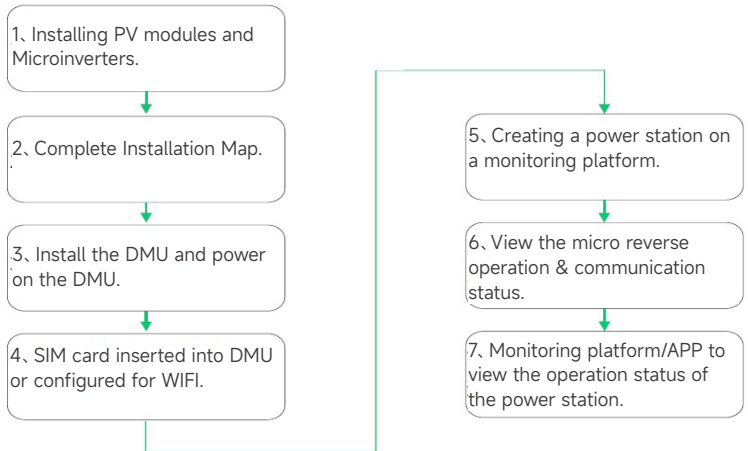 1、Installing PV modules and
Microinverters.
2、Complete Installation Map.
3、Install the DMU and power
on the DMU.
4、SIM card inserted into DMU
or configured for WIFI.
5、Creating a power station on
a monitoring platform.
6、View the micro reverse
operation & communication
status.
7、Monitoring platform/APP to
view the operation status of
the power station.